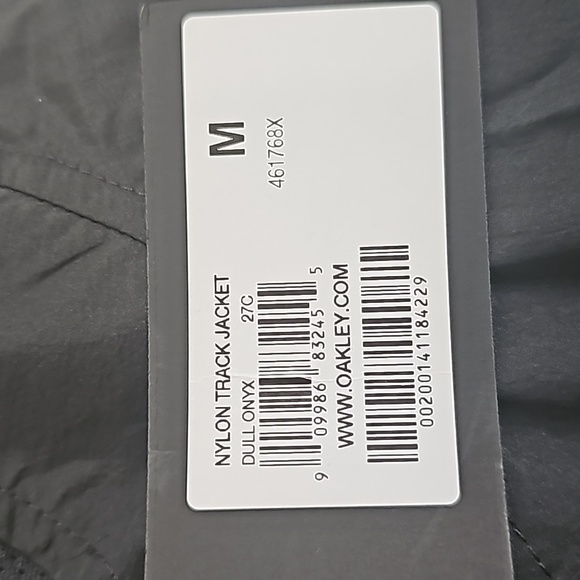 M
461768X
NYLON TRACK JACKET
DULL ONYX 27C
9 09986 83245 5
WWW.OAKLEY.COM
00200141184229